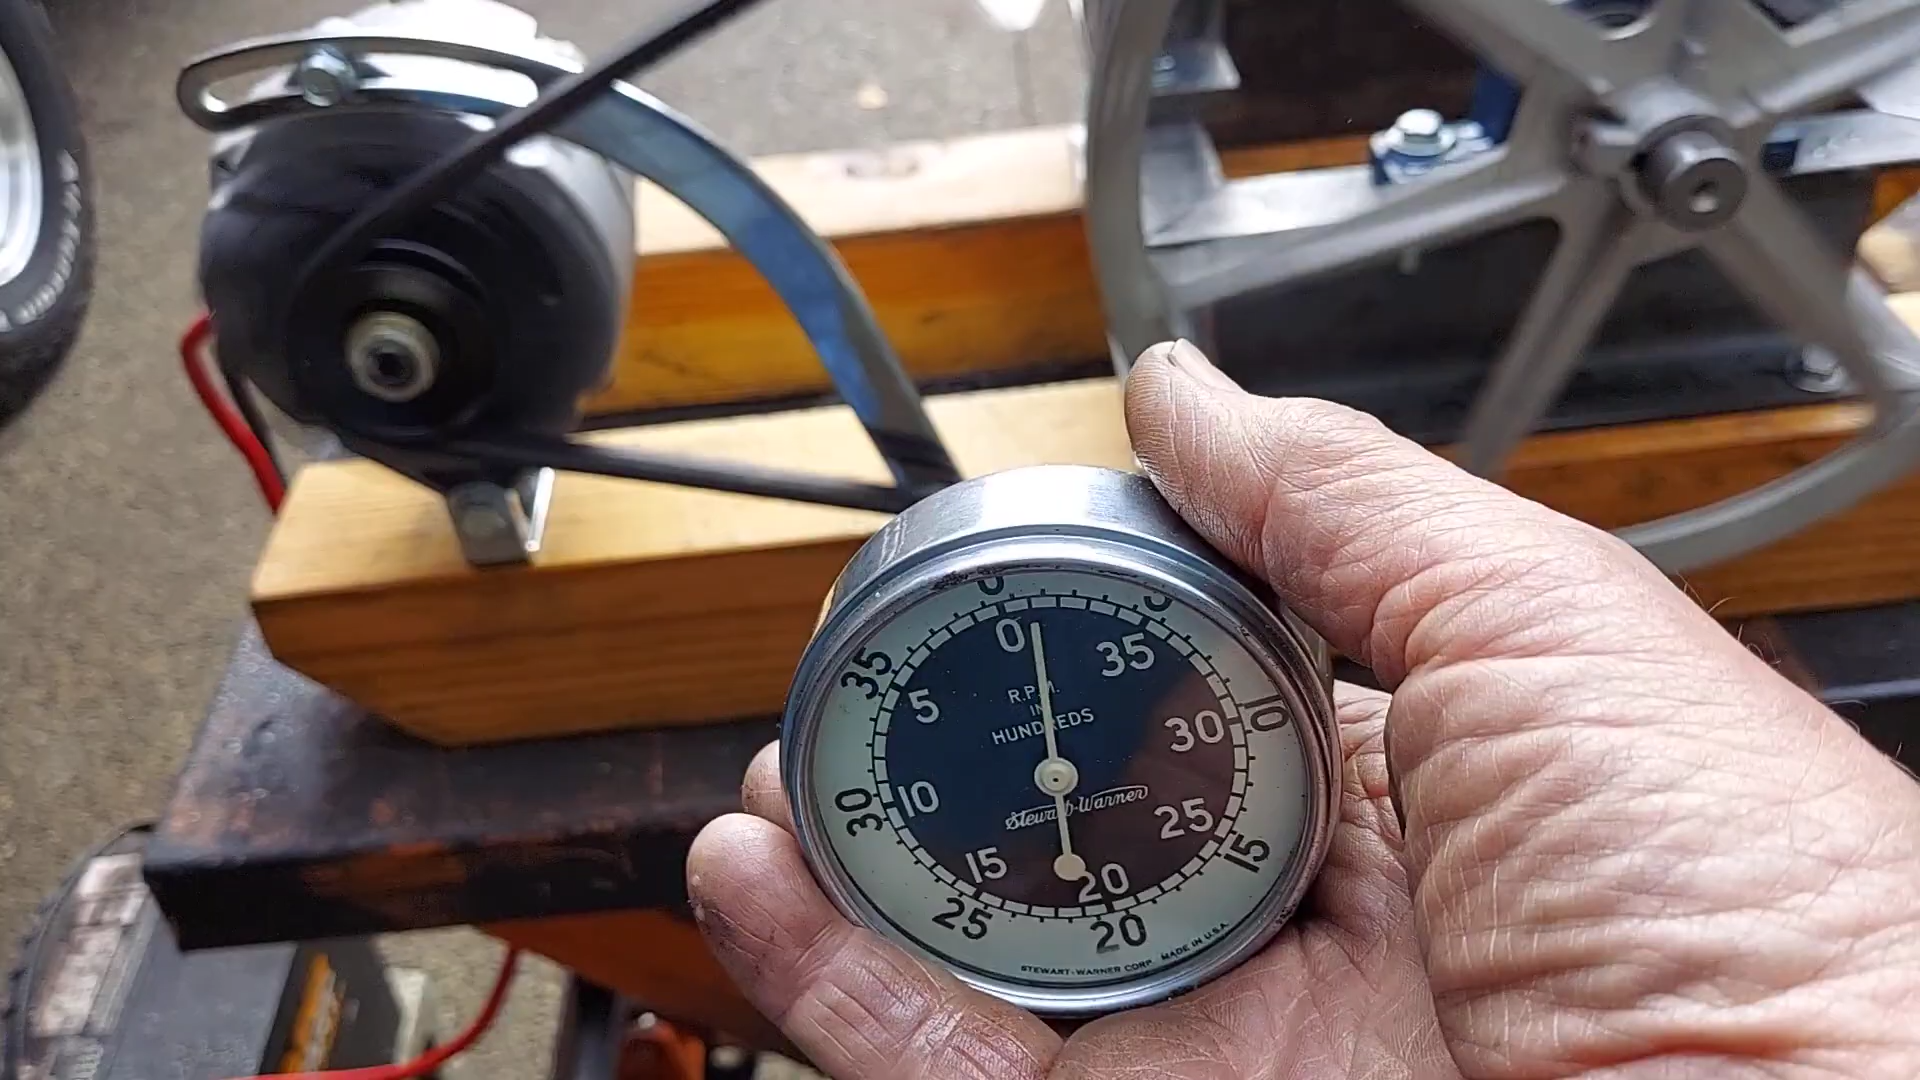 0 5
0 35
35 10
5 30
R.P.M.
IN
HUNDREDS
30 10 25 15
Stewart-Warner
15 20
25 20
STEWART-WARNER CORP. MADE IN U.S.A.